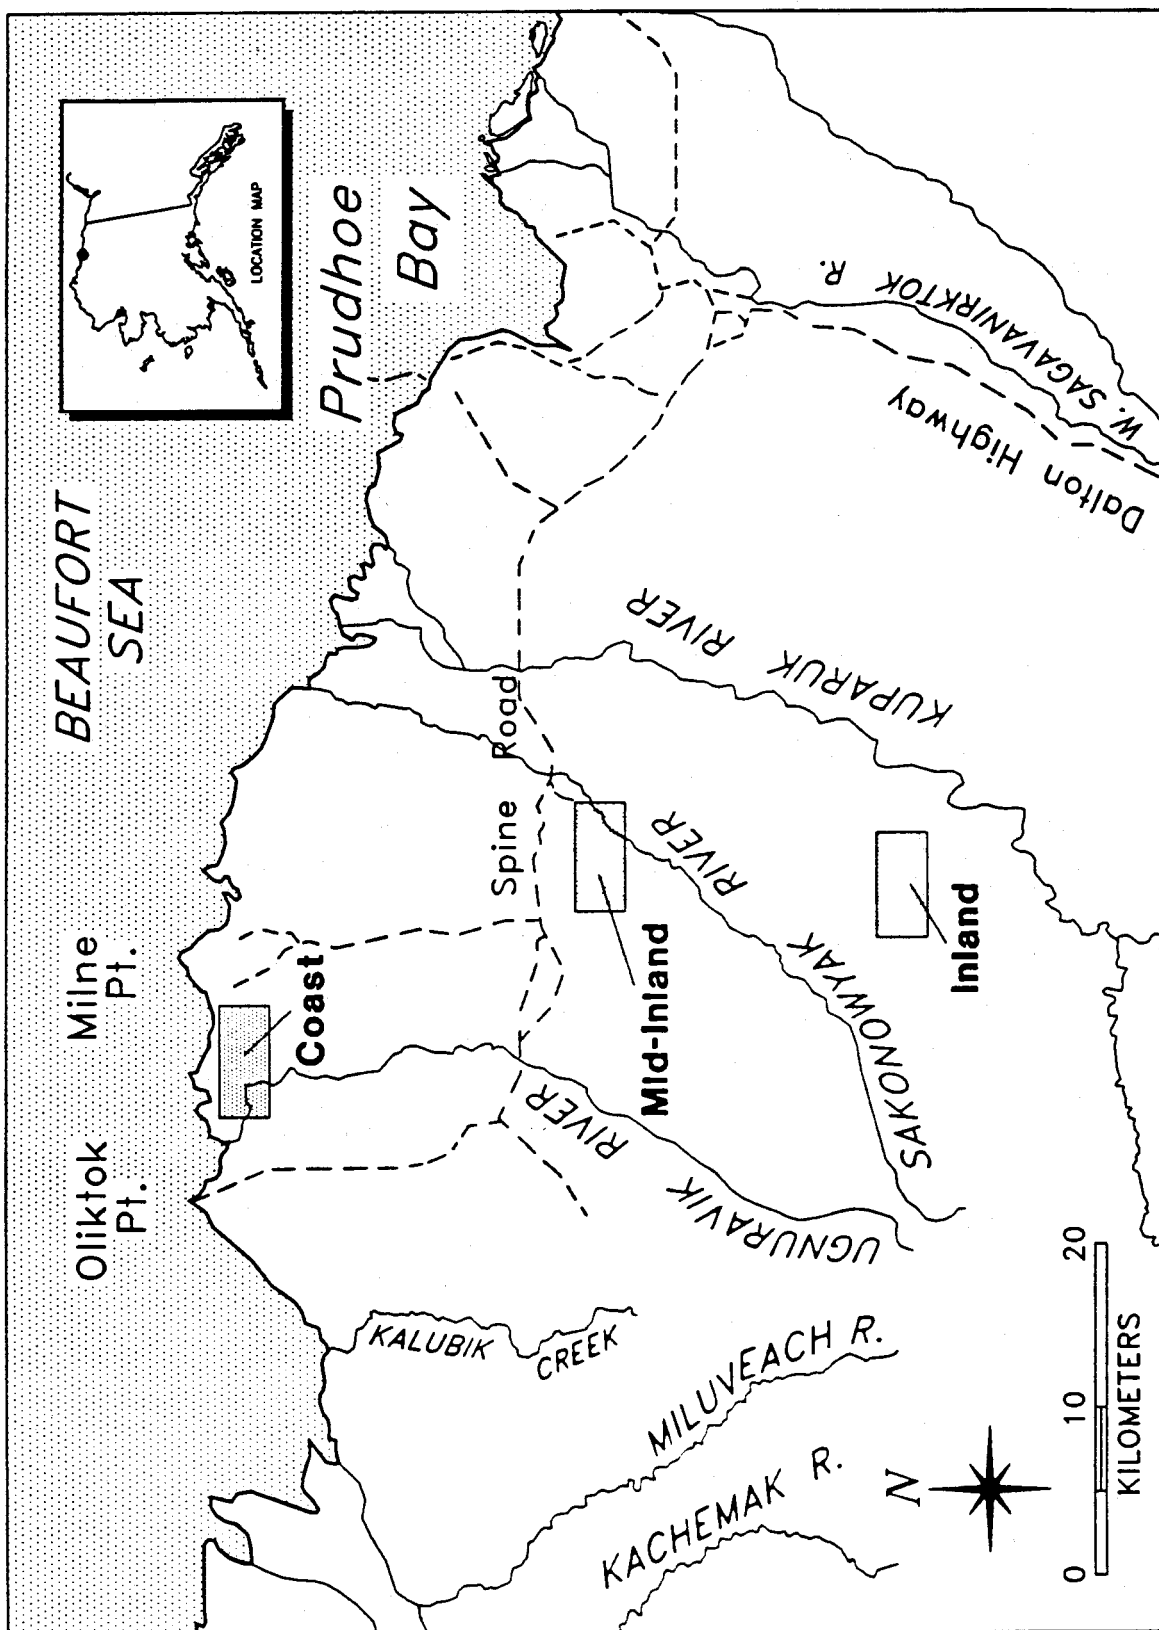 BEAUFORT
SEA
Prudhoe
Bay
LOCATION MAP
Oliktok
Pt.
Milne
Pt.
Coast
Spine Road
Mid-Inland
Inland
KALUBIK
CREEK
MILUVEACH R.
KACHEMAK R.
UGNURAVIK RIVER
SAKONOWYAK RIVER
KUPARUK RIVER
Dalton Highway
W. SAGAVANIRKTOK R.
N
0 10 20
KILOMETERS